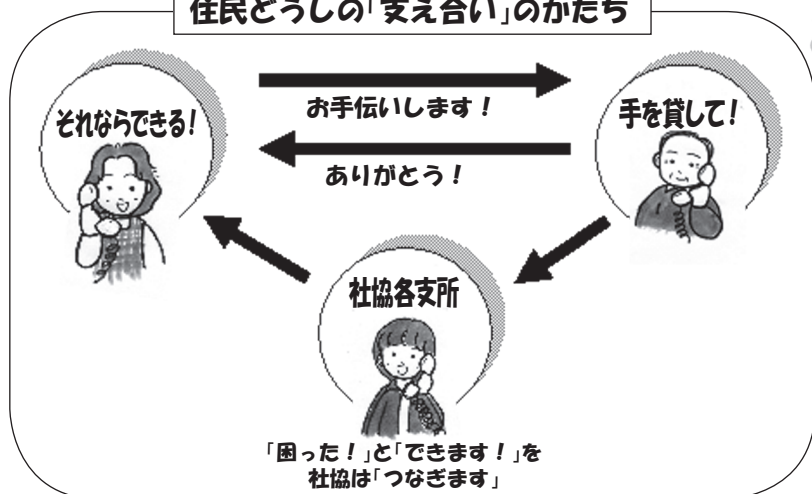 住民どうしの「支え合い」のかたち
それならできる!
お手伝いします!
手を貸して!
ありがとう!
社協各支所
「困った!」と「できます!」を
社協は「つなぎます」